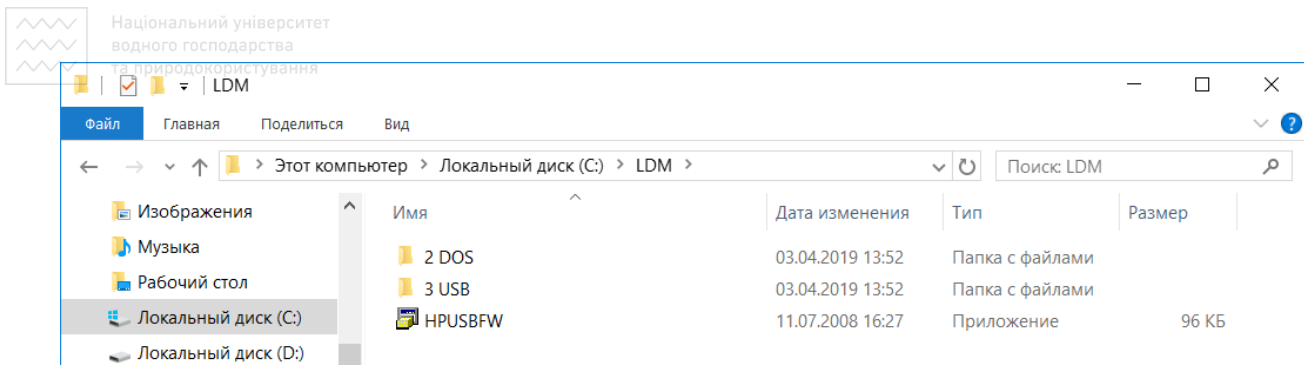 Національний університет
водного господарства
та природокористування
LDM
Файл Главная Поделиться Вид
Этот компьютер > Локальный диск (C:) > LDM > Поиск: LDM
Изображения Имя Дата изменения Тип Размер
Музыка 2 DOS 03.04.2019 13:52 Папка с файлами
Рабочий стол 3 USB 03.04.2019 13:52 Папка с файлами
Локальный диск (C:) HPUSBFW 11.07.2008 16:27 Приложение 96 КБ
Локальный диск (D:)